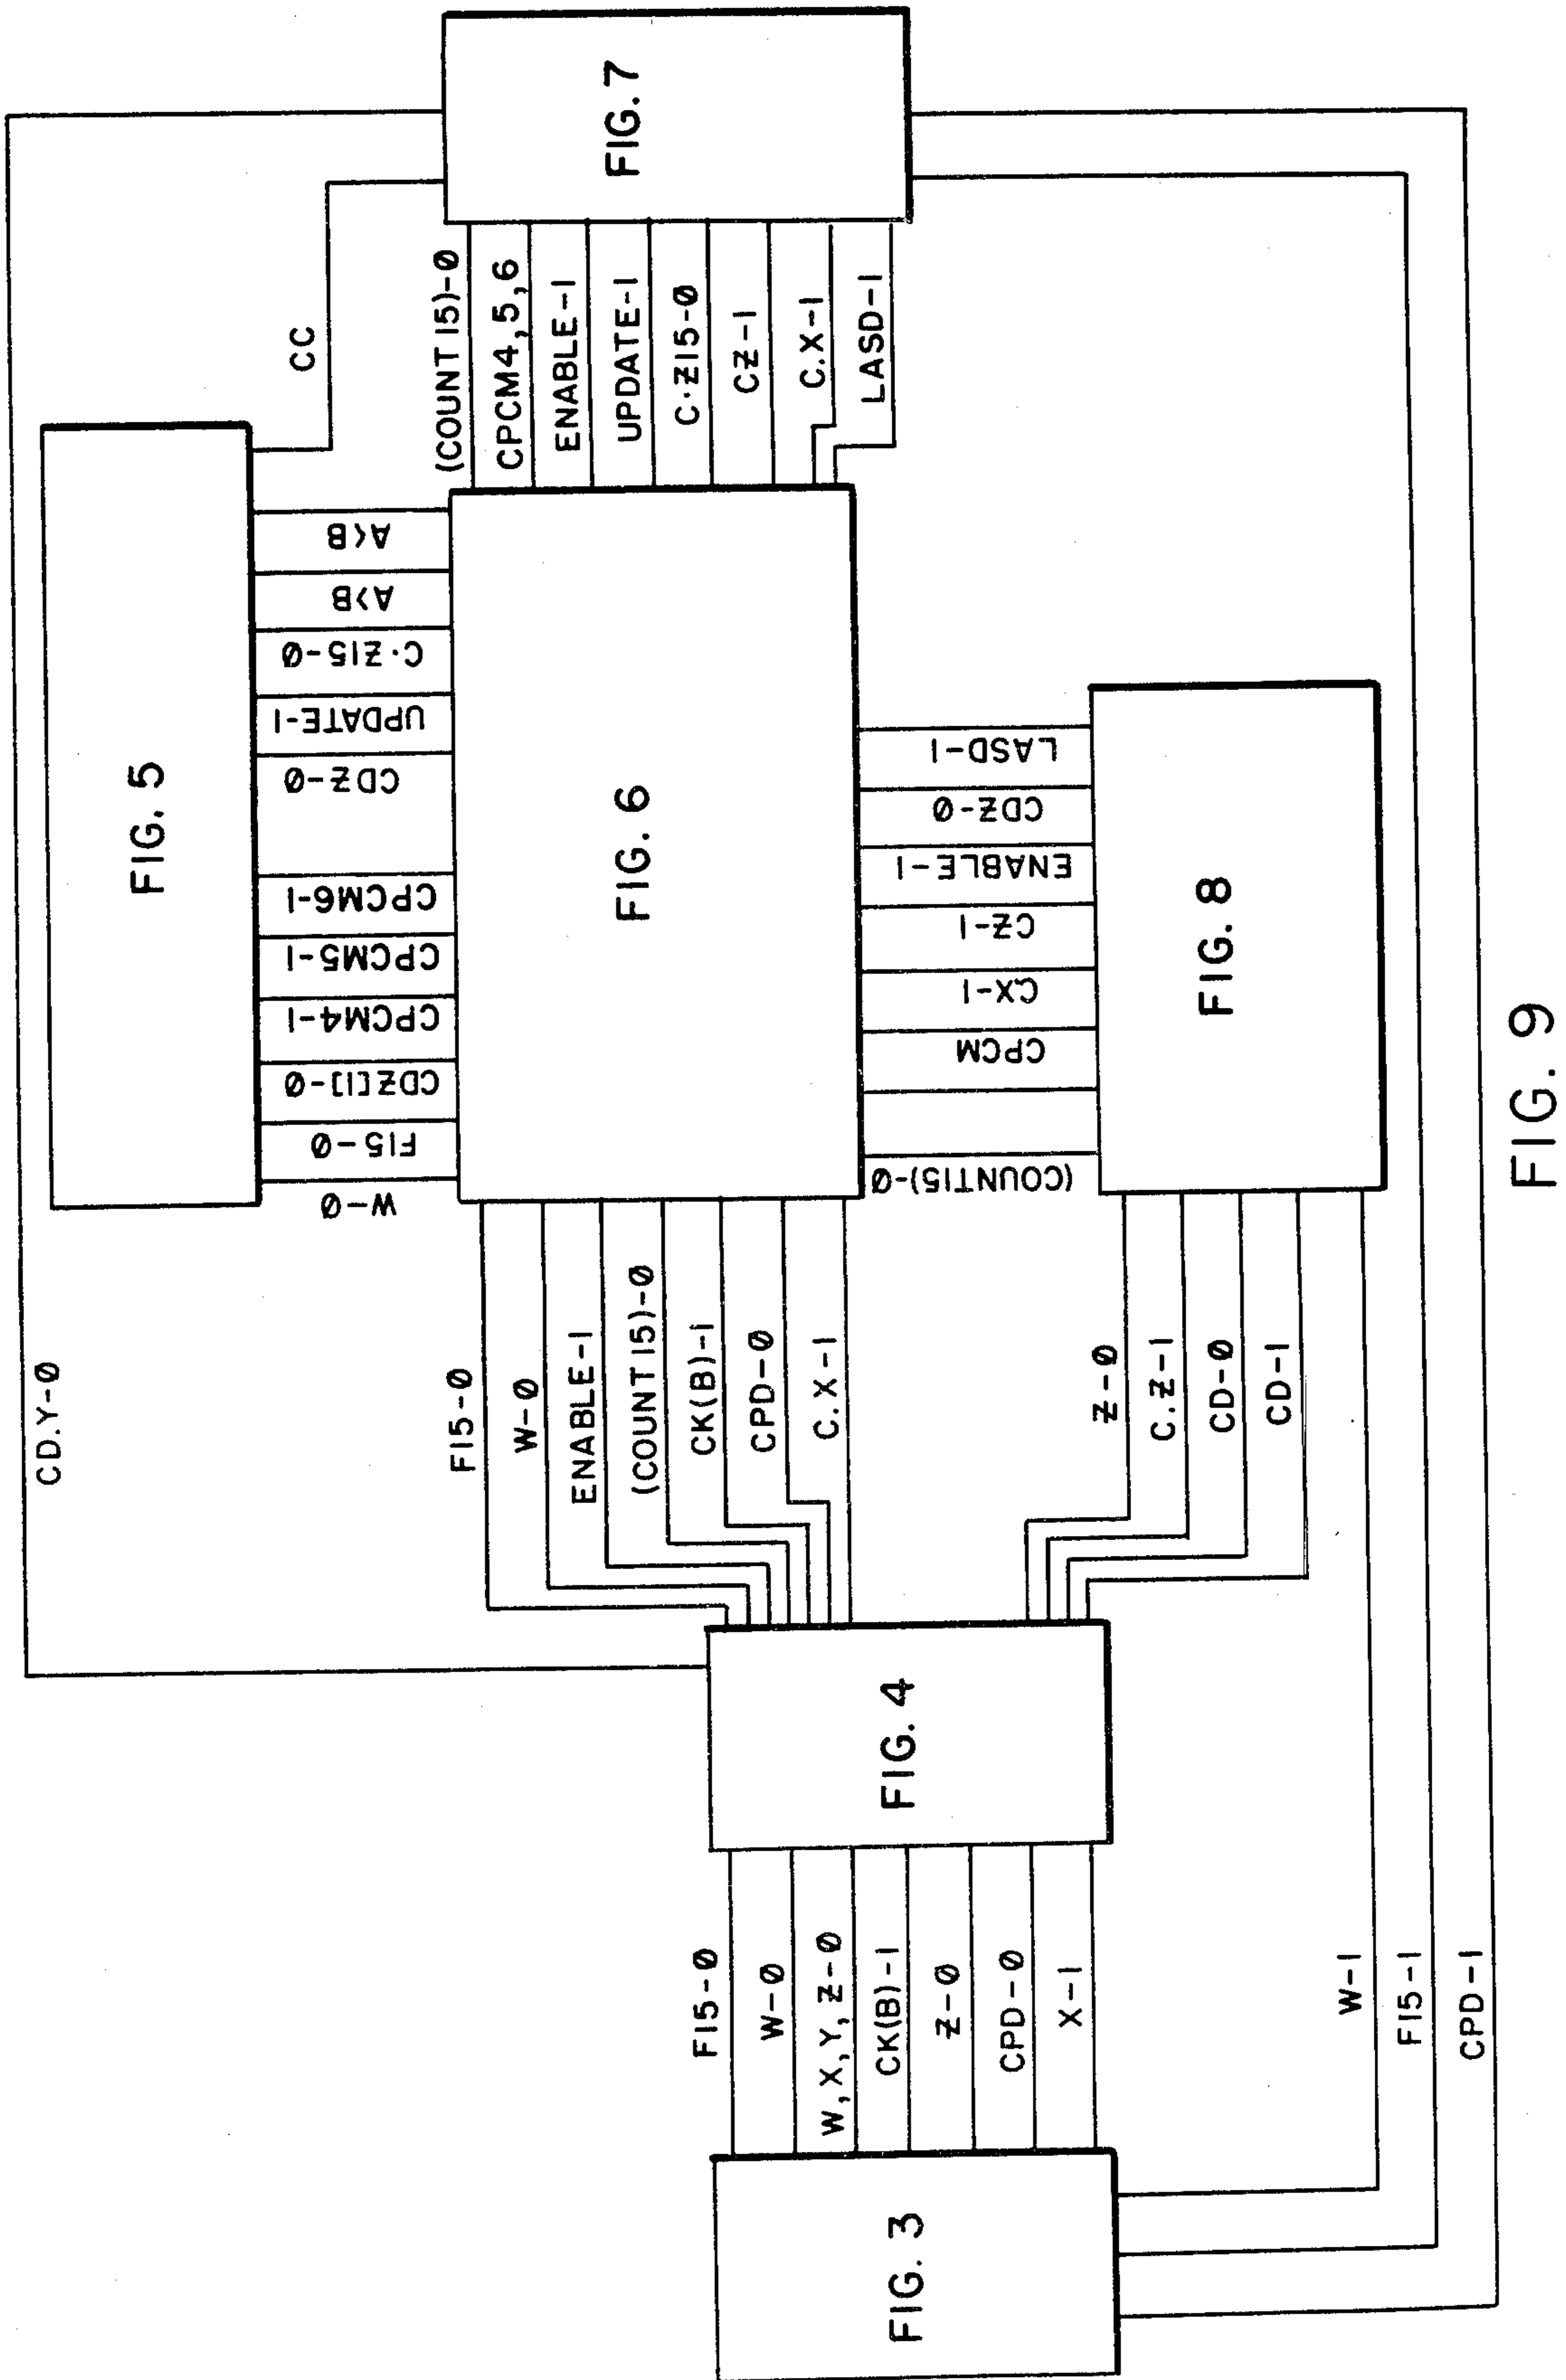 CD.Y-0
CC
FIG. 5
W-0
F15-0
CDZ[1]-0
CPCM4-1
CPCM5-1
CPCM6-1
CDZ-0
UPDATE-1
C·Z15-0
A>B
A<B
FIG. 3
F15-0
W-0
W,X,Y,Z-0
CK(B)-1
Z-0
CPD-0
X-1
FIG. 4
F15-0
W-0
ENABLE-1
(COUNT15)-0
CK(B)-1
CPD-0
C.X-1
FIG. 6
(COUNT15)-0
CPCM4,5,6
ENABLE-1
UPDATE-1
C·Z15-0
CZ-1
C.X-1
LASD-1
FIG. 7
(COUNT15)-0
CPCM
CX-1
CZ-1
ENABLE-1
CDZ-0
LASD-1
Z-0
C.Z-1
CD-0
CD-1
FIG. 8
W-1
F15-1
CPD-1
FIG. 9